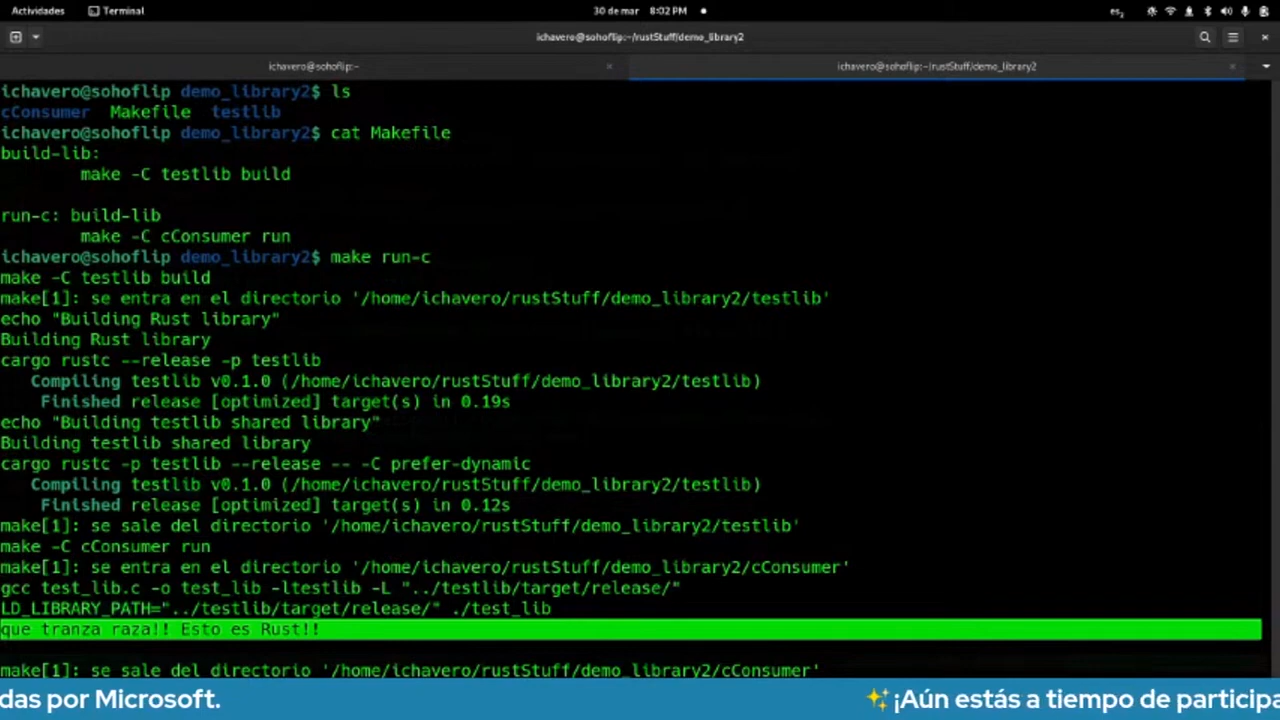 Actividades Terminal 30 de mar 8:02 PM es₂
ichavero@sohoflip:~/rustStuff/demo_library2
ichavero@sohoflip:~ ichavero@sohoflip:~/rustStuff/demo_library2
ichavero@sohoflip demo_library2$ ls
cConsumer Makefile testlib
ichavero@sohoflip demo_library2$ cat Makefile
build-lib:
make -C testlib build
run-c: build-lib
make -C cConsumer run
ichavero@sohoflip demo_library2$ make run-c
make -C testlib build
make[1]: se entra en el directorio '/home/ichavero/rustStuff/demo_library2/testlib'
echo "Building Rust library"
Building Rust library
cargo rustc --release -p testlib
Compiling testlib v0.1.0 (/home/ichavero/rustStuff/demo_library2/testlib)
Finished release [optimized] target(s) in 0.19s
echo "Building testlib shared library"
Building testlib shared library
cargo rustc -p testlib --release -- -C prefer-dynamic
Compiling testlib v0.1.0 (/home/ichavero/rustStuff/demo_library2/testlib)
Finished release [optimized] target(s) in 0.12s
make[1]: se sale del directorio '/home/ichavero/rustStuff/demo_library2/testlib'
make -C cConsumer run
make[1]: se entra en el directorio '/home/ichavero/rustStuff/demo_library2/cConsumer'
gcc test_lib.c -o test_lib -ltestlib -L "../testlib/target/release/"
LD_LIBRARY_PATH="../testlib/target/release/" ./test_lib
que tranza raza!! Esto es Rust!!
make[1]: se sale del directorio '/home/ichavero/rustStuff/demo_library2/cConsumer'
das por Microsoft. ✨ ¡Aún estás a tiempo de participa